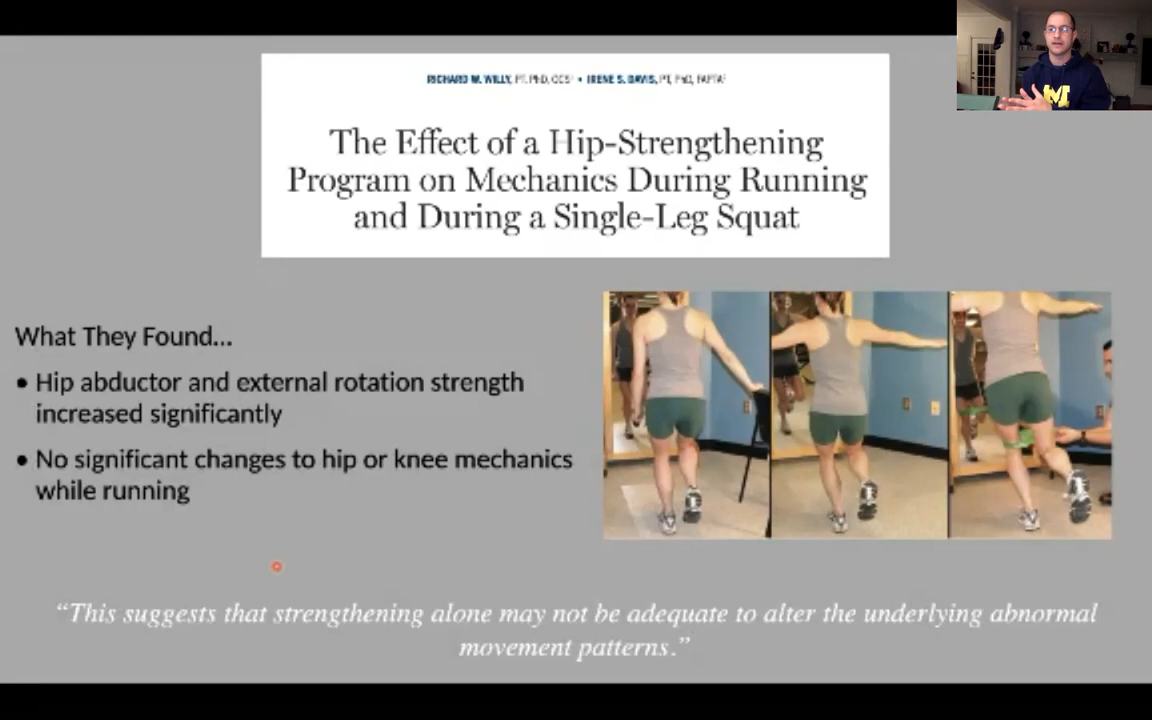 RICHARD W. WILLY, PT, PhD, OCS • IRENE S. DAVIS, PT, PhD, FAPTA
The Effect of a Hip-Strengthening
Program on Mechanics During Running
and During a Single-Leg Squat
What They Found...
• Hip abductor and external rotation strength
increased significantly
• No significant changes to hip or knee mechanics
while running
“This suggests that strengthening alone may not be adequate to alter the underlying abnormal
movement patterns.”
M